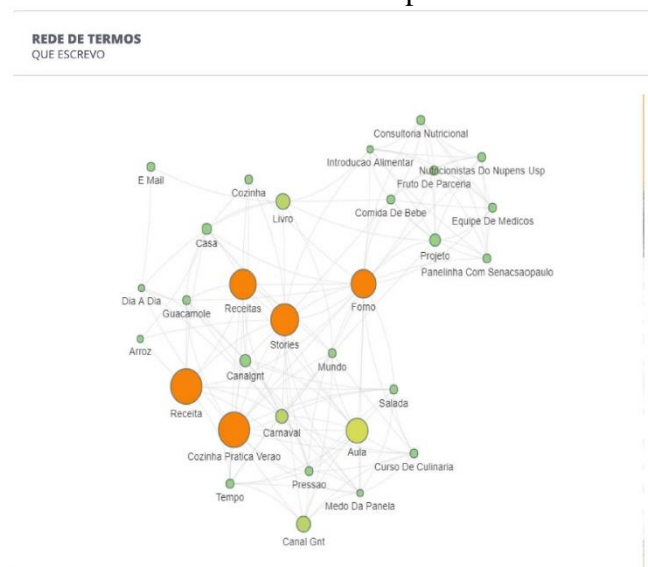 REDE DE TERMOS
QUE ESCREVO
Consultoria Nutricional
Introducao Alimentar
Nutricionistas Do Nupens Usp
Fruto De Parceria
E Mail
Cozinha
Livro
Comida De Bebe
Equipe De Medicos
Casa
Projeto
Panelinha Com Senacsaopaulo
Dia A Dia
Guacamole
Receitas
Forno
Stories
Arroz
Canalgnt
Mundo
Receita
Salada
Cozinha Pratica Verao
Carnaval
Aula
Curso De Culinaria
Tempo
Pressao
Medo Da Panela
Canal Gnt